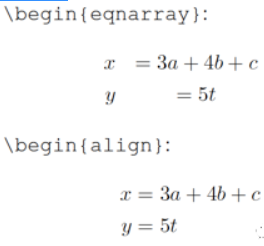 \begin{eqnarray}:
x = 3a + 4b + c
y = 5t
\begin{align}:
x = 3a + 4b + c
y = 5t